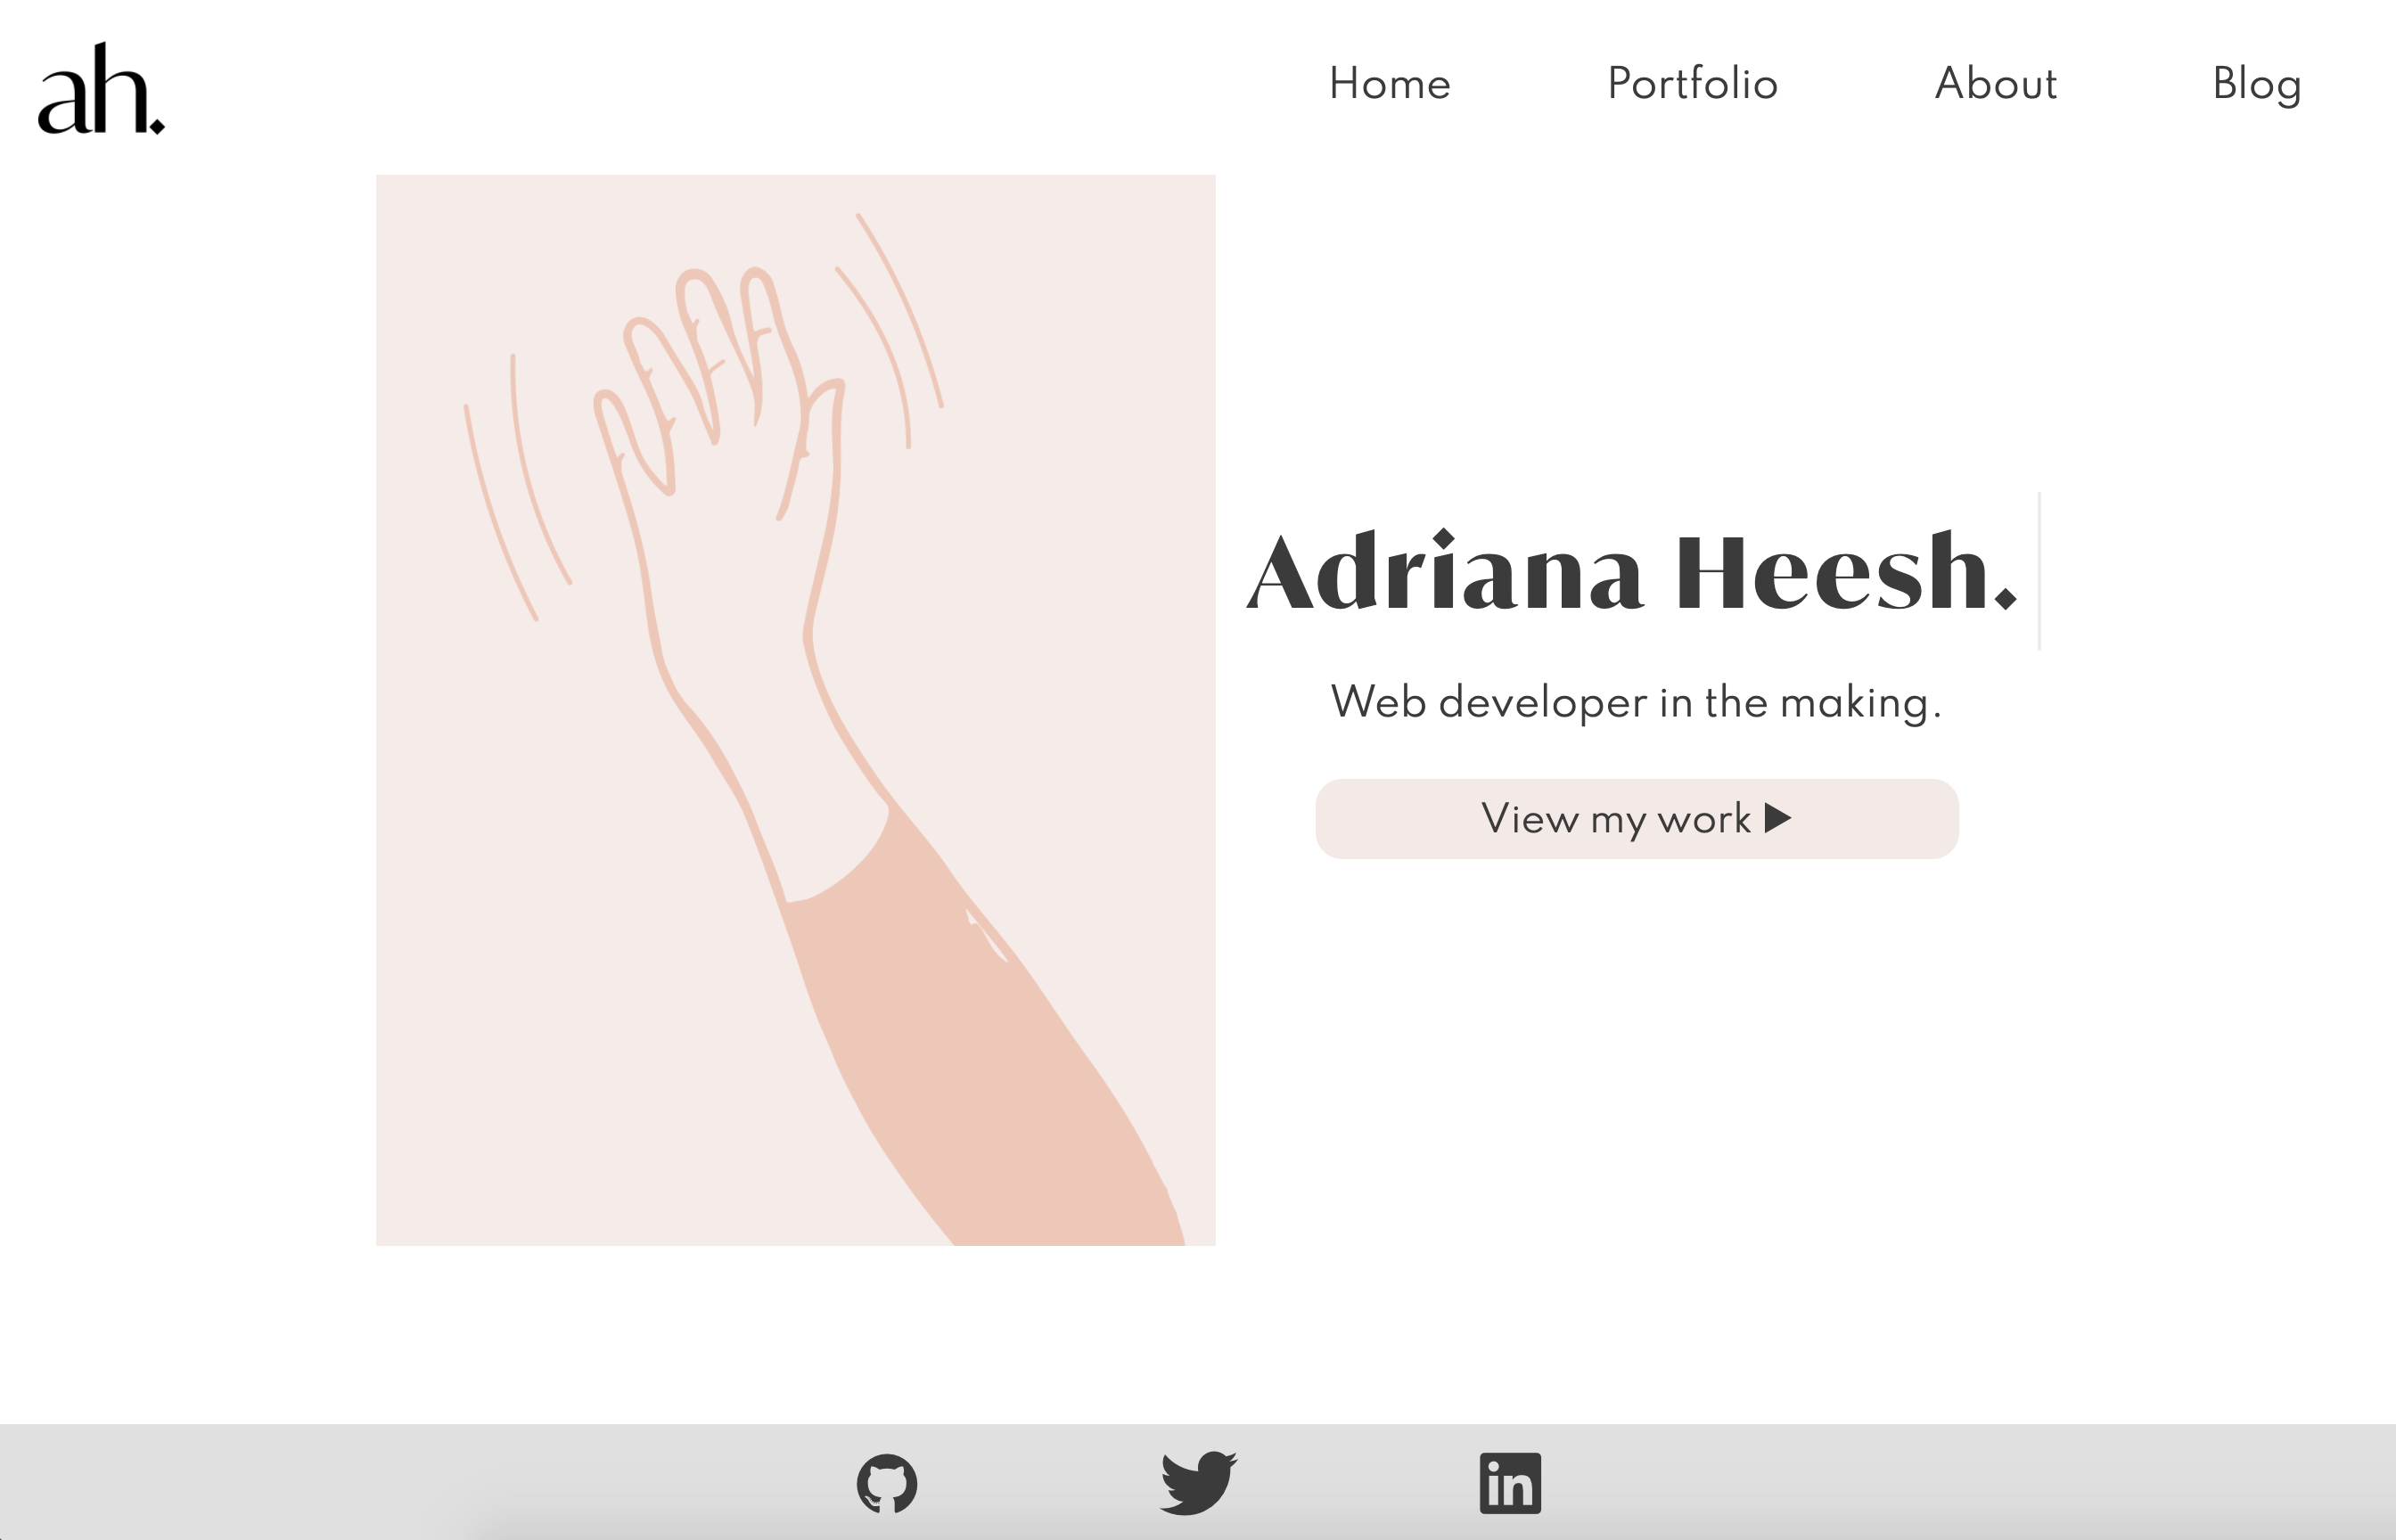 ah.
Home Portfolio About Blog
Adriana Heesh.
Web developer in the making.
View my work
in